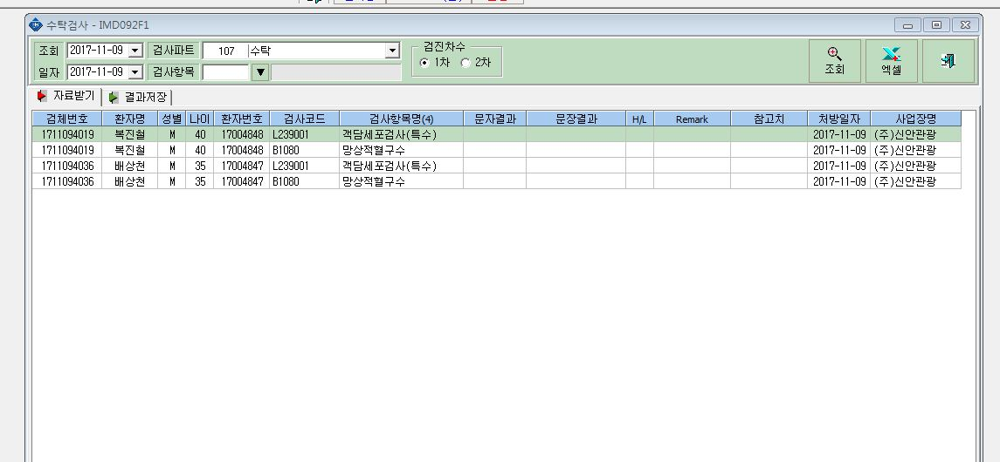 수탁검사 - IMD092F1
조회 2017-11-09 검사파트 107 수탁 검진차수
1차 2차
일자 2017-11-09 검사항목 ▼
조회 엑셀
자료받기 결과저장
검체번호 환자명 성별 나이 환자번호 검사코드 검사항목명(4) 문자결과 문장결과 H/L Remark 참고치 처방일자 사업장명
1711094019 복진철 M 40 17004848 L239001 객담세포검사(특수) 2017-11-09 (주)신안관광
1711094019 복진철 M 40 17004848 B1080 망상적혈구수 2017-11-09 (주)신안관광
1711094036 배상천 M 35 17004847 L239001 객담세포검사(특수) 2017-11-09 (주)신안관광
1711094036 배상천 M 35 17004847 B1080 망상적혈구수 2017-11-09 (주)신안관광